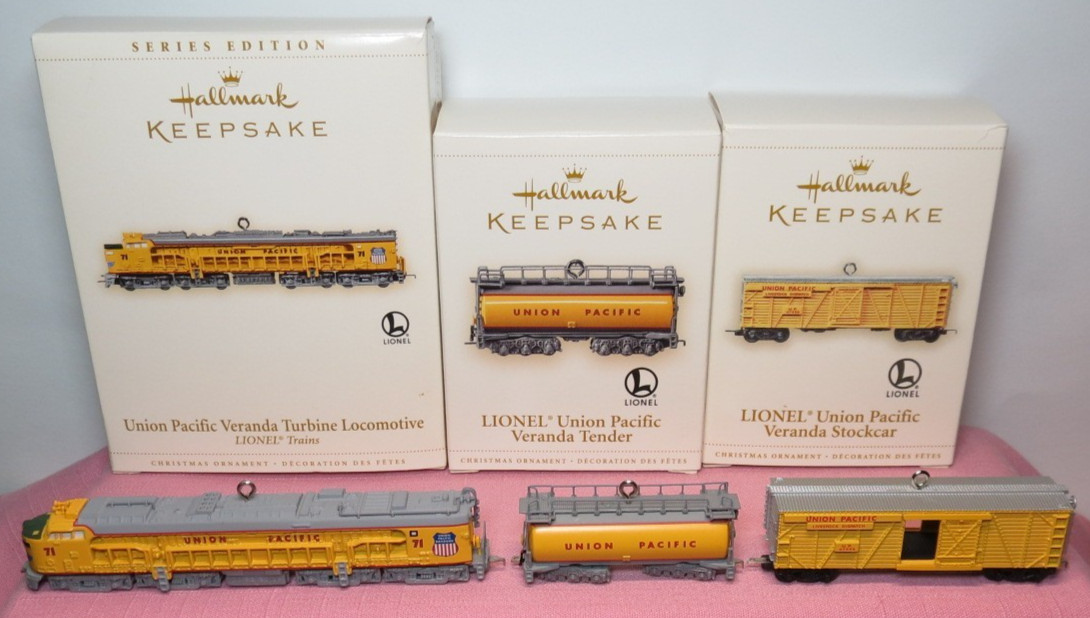 SERIES EDITION
Hallmark
KEEPSAKE
71 UNION PACIFIC 71
L
LIONEL
Union Pacific Veranda Turbine Locomotive
LIONEL® Trains
CHRISTMAS ORNAMENT · DÉCORATION DES FÊTES
Hallmark
KEEPSAKE
UNION PACIFIC
L
LIONEL
LIONEL® Union Pacific
Veranda Tender
CHRISTMAS ORNAMENT · DÉCORATION DES FÊTES
Hallmark
KEEPSAKE
UNION PACIFIC
L
LIONEL
LIONEL® Union Pacific
Veranda Stockcar
CHRISTMAS ORNAMENT · DÉCORATION DES FÊTES
71 UNION PACIFIC 71
UNION PACIFIC
UNION PACIFIC